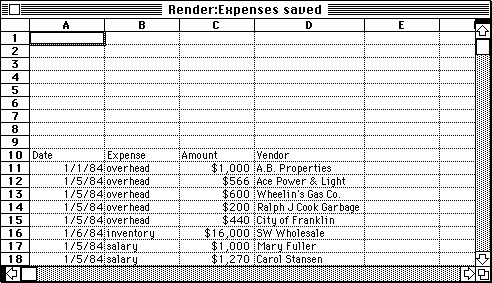 Render:Expenses saved
A B C D E
1
2
3
4
5
6
7
8
9
10 Date Expense Amount Vendor
11 1/1/84 overhead $1,000 A.B. Properties
12 1/5/84 overhead $566 Ace Power & Light
13 1/5/84 overhead $600 Wheelin's Gas Co.
14 1/5/84 overhead $200 Ralph J Cook Garbage
15 1/5/84 overhead $440 City of Franklin
16 1/6/84 inventory $16,000 SW Wholesale
17 1/5/84 salary $1,000 Mary Fuller
18 1/5/84 salary $1,270 Carol Stansen